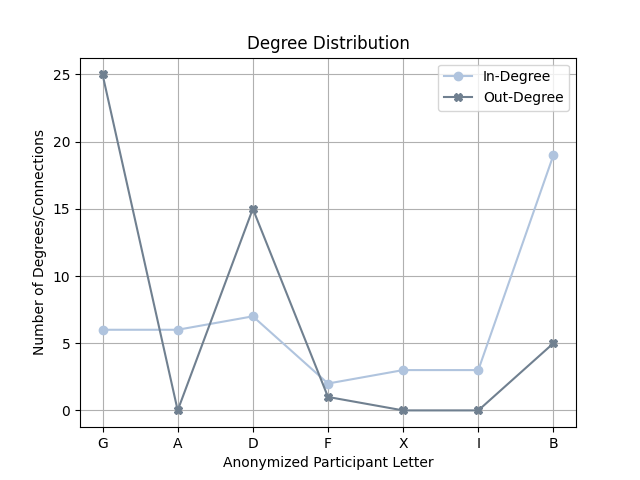 Degree Distribution
In-Degree
Out-Degree
Number of Degrees/Connections
25
20
15
10
5
0
G A D F X I B
Anonymized Participant Letter